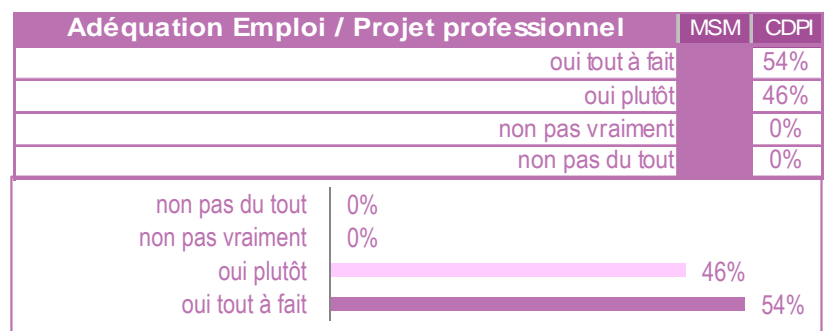 Adéquation Emploi / Projet professionnel MSM CDPI
oui tout à fait 54%
oui plutôt 46%
non pas vraiment 0%
non pas du tout 0%
non pas du tout 0%
non pas vraiment 0%
oui plutôt 46%
oui tout à fait 54%